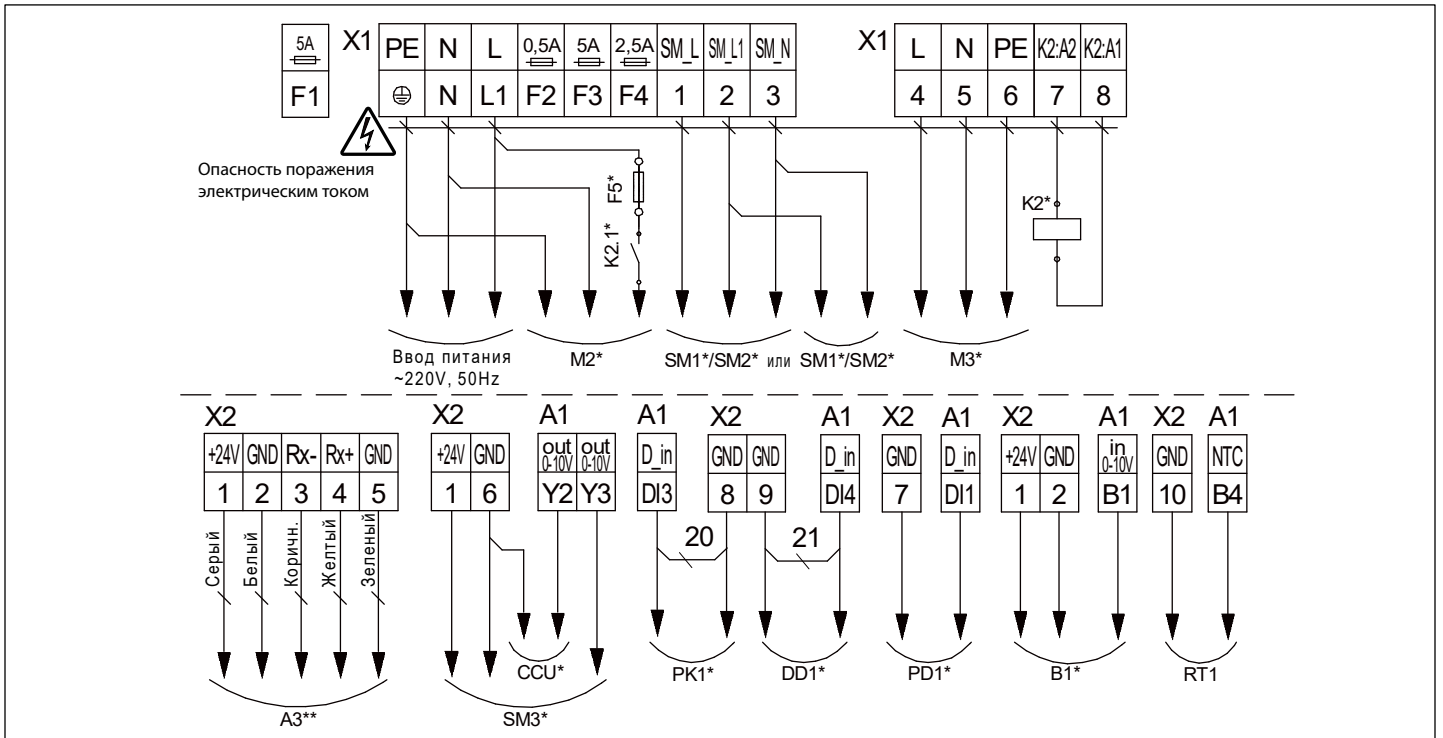 5A X1 PE N L 0,5A 5A 2,5A SM_L SM_L1 SM_N X1 L N PE K2:A2 K2:A1
F1 N L1 F2 F3 F4 1 2 3 4 5 6 7 8
Опасность поражения
электрическим током
F5*
K2.1*
K2*
Ввод питания
~220V, 50Hz
M2*
SM1*/SM2* или SM1*/SM2*
M3*
X2 X2 A1 A1 X2 A1 X2 A1 X2 A1 X2 A1
+24V GND Rx- Rx+ GND +24V GND out 0-10V out 0-10V D_in GND GND D_in GND D_in +24V GND in 0-10V GND NTC
1 2 3 4 5 1 6 Y2 Y3 DI3 8 9 DI4 7 DI1 1 2 B1 10 B4
Серый
Белый
Коричн.
Желтый
Зеленый
20 21
CCU* PK1* DD1* PD1* B1* RT1
A3** SM3*